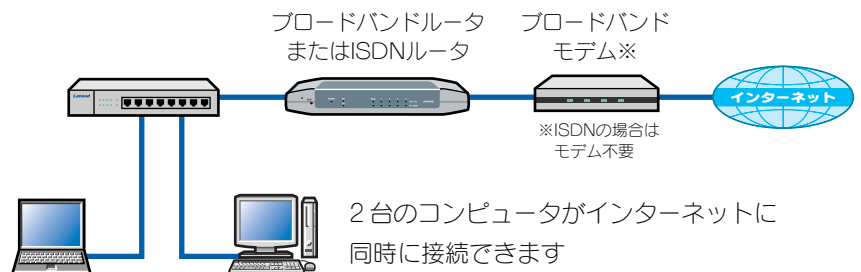 ブロードバンドルータ
またはISDNルータ
ブロードバンド
モデム※
Laneed
インターネット
※ISDNの場合は
モデム不要
2台のコンピュータがインターネットに
同時に接続できます